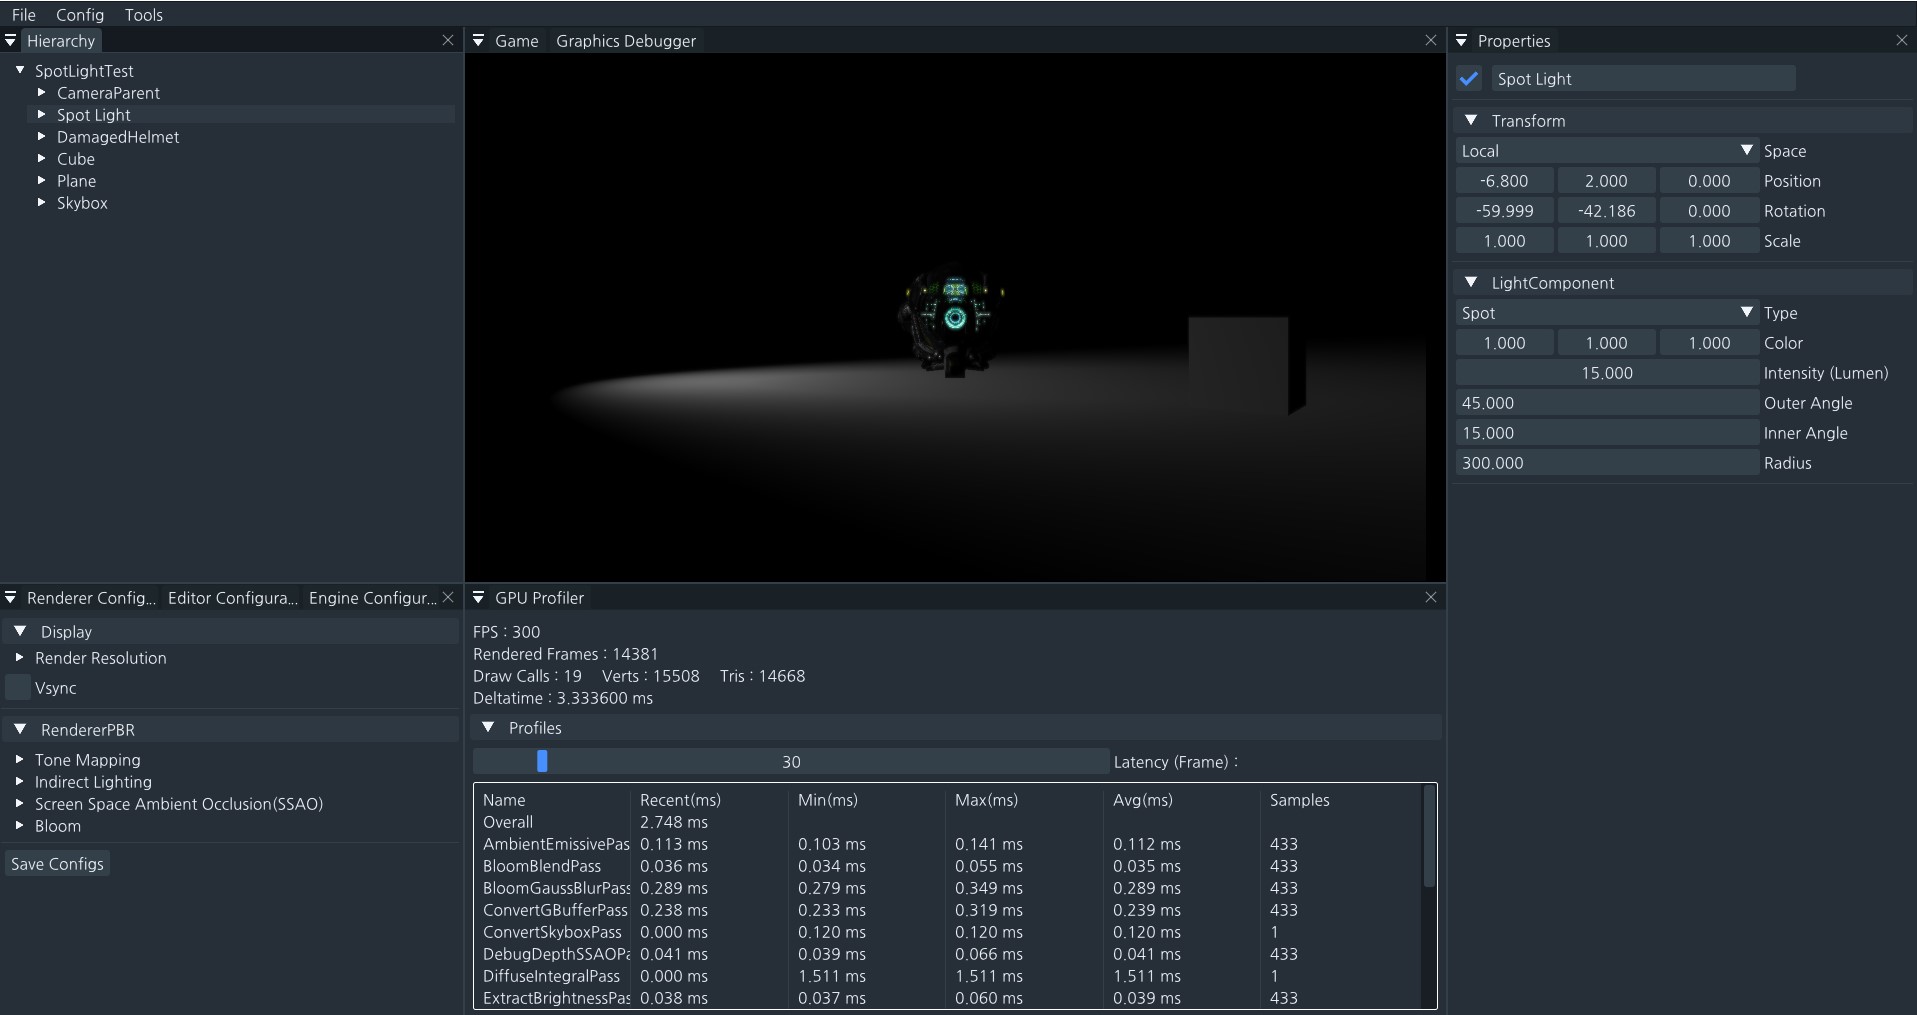 File Config Tools
Hierarchy
SpotLightTest
CameraParent
Spot Light
DamagedHelmet
Cube
Plane
Skybox
Game Graphics Debugger
Properties
Spot Light
Transform
Local Space
-6.800 2.000 0.000 Position
-59.999 -42.186 0.000 Rotation
1.000 1.000 1.000 Scale
LightComponent
Spot Type
1.000 1.000 1.000 Color
15.000 Intensity (Lumen)
45.000 Outer Angle
15.000 Inner Angle
300.000 Radius
Renderer Config... Editor Configura... Engine Configur...
Display
Render Resolution
Vsync
RendererPBR
Tone Mapping
Indirect Lighting
Screen Space Ambient Occlusion(SSAO)
Bloom
Save Configs
GPU Profiler
FPS : 300
Rendered Frames : 14381
Draw Calls : 19 Verts : 15508 Tris : 14668
Deltatime : 3.333600 ms
Profiles
30 Latency (Frame) :
Name Recent(ms) Min(ms) Max(ms) Avg(ms) Samples
Overall 2.748 ms
AmbientEmissivePas 0.113 ms 0.103 ms 0.141 ms 0.112 ms 433
BloomBlendPass 0.036 ms 0.034 ms 0.055 ms 0.035 ms 433
BloomGaussBlurPass 0.289 ms 0.279 ms 0.349 ms 0.289 ms 433
ConvertGBufferPass 0.238 ms 0.233 ms 0.319 ms 0.239 ms 433
ConvertSkyboxPass 0.000 ms 0.120 ms 0.120 ms 0.120 ms 1
DebugDepthSSAOPa 0.041 ms 0.039 ms 0.066 ms 0.041 ms 433
DiffuseIntegralPass 0.000 ms 1.511 ms 1.511 ms 1.511 ms 1
ExtractBrightnessPas 0.038 ms 0.037 ms 0.060 ms 0.039 ms 433